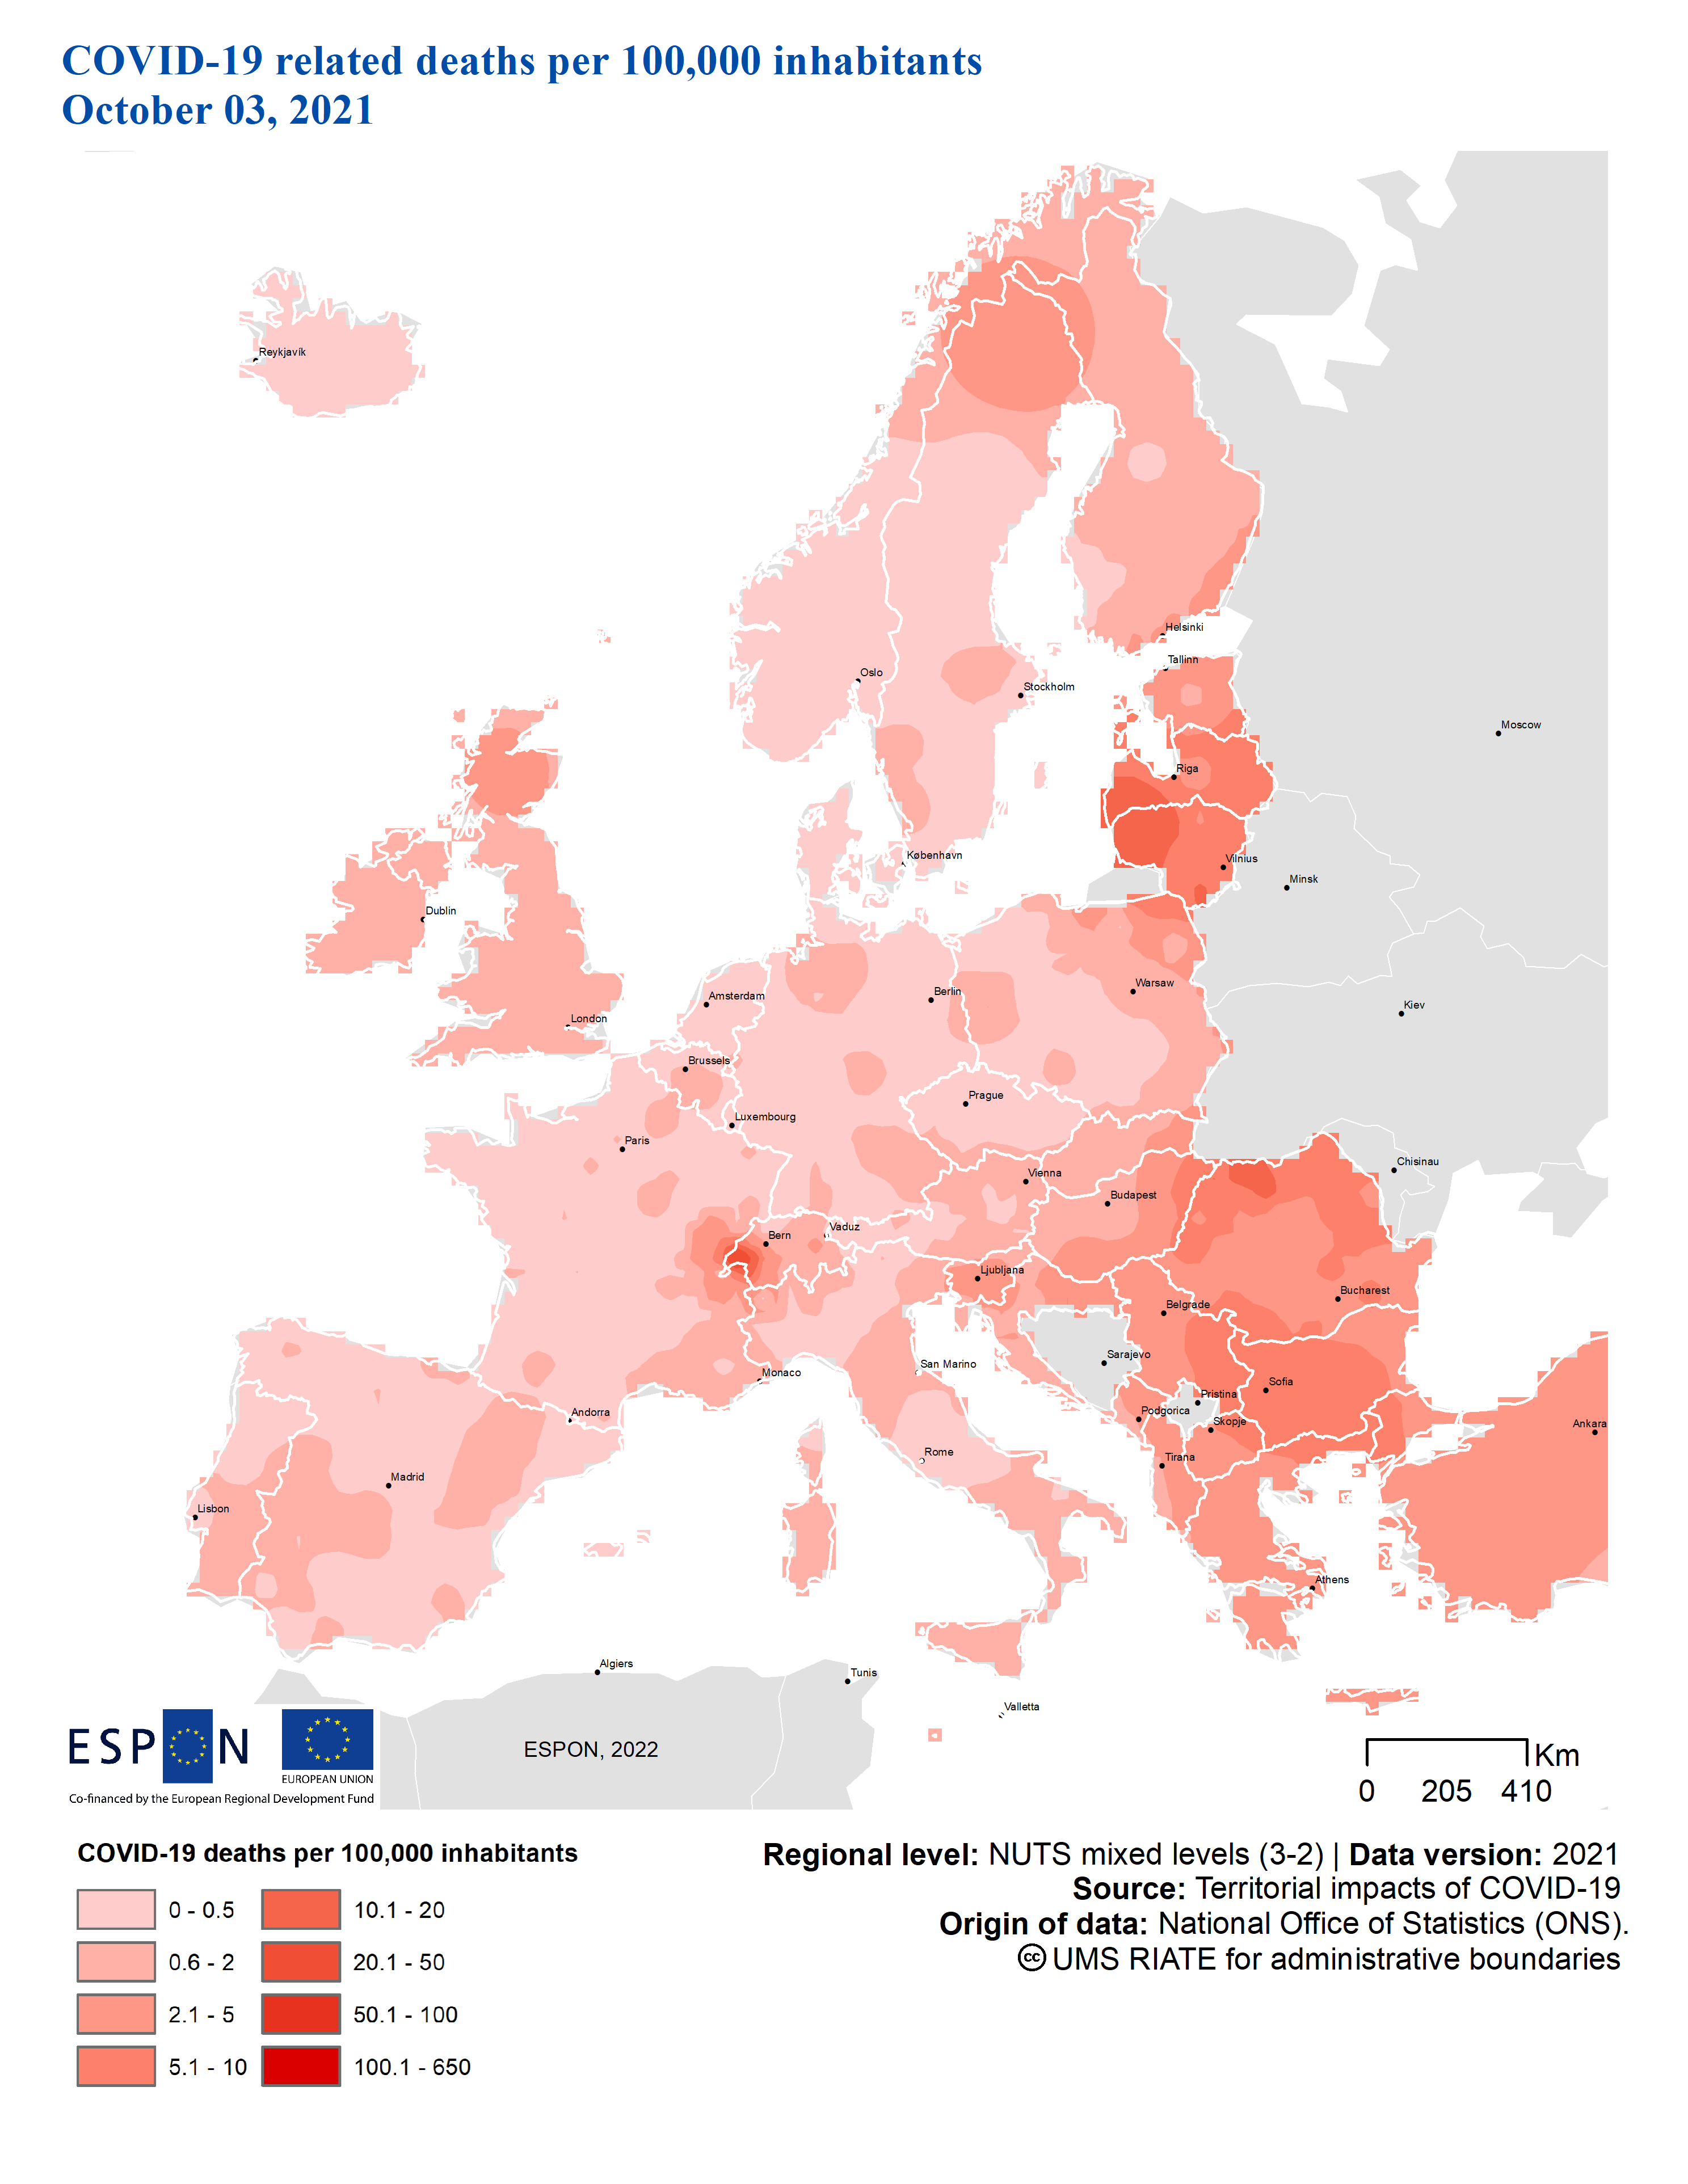 COVID-19 related deaths per 100,000 inhabitants
October 03, 2021
Reykjavík
Helsinki
Tallinn
Oslo
Stockholm
Moscow
Riga
København
Vilnius
Minsk
Dublin
Warsaw
Berlin
Amsterdam
Kiev
London
Brussels
Prague
Luxembourg
Paris
Chisinau
Vienna
Budapest
Vaduz
Bern
Ljubljana
Bucharest
Belgrade
Sarajevo
San Marino
Monaco
Sofia
Pristina
Andorra
Podgorica
Skopje
Ankara
Rome
Tirana
Madrid
Lisbon
Athens
Algiers
Tunis
Valletta
ESPON
EUROPEAN UNION
Co-financed by the European Regional Development Fund
ESPON, 2022
Km
0 205 410
COVID-19 deaths per 100,000 inhabitants
0 - 0.5
0.6 - 2
2.1 - 5
5.1 - 10
10.1 - 20
20.1 - 50
50.1 - 100
100.1 - 650
Regional level: NUTS mixed levels (3-2) | Data version: 2021
Source: Territorial impacts of COVID-19
Origin of data: National Office of Statistics (ONS).
cc UMS RIATE for administrative boundaries